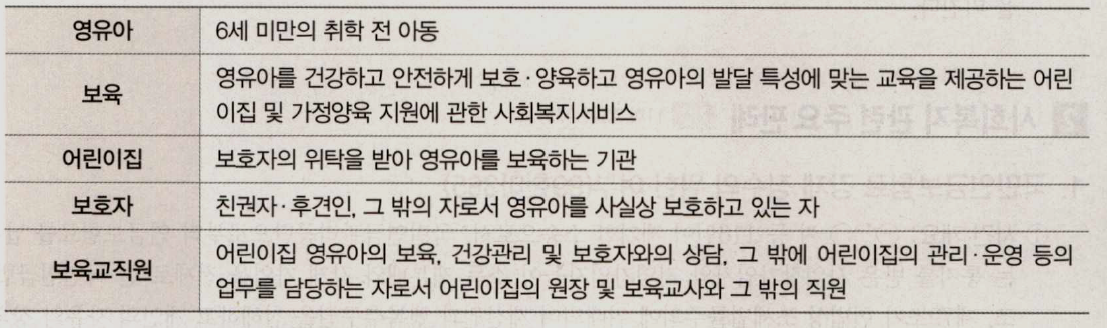 영유아
6세 미만의 취학 전 아동
보육
영유아를 건강하고 안전하게 보호·양육하고 영유아의 발달 특성에 맞는 교육을 제공하는 어린
이집 및 가정양육 지원에 관한 사회복지서비스
어린이집
보호자의 위탁을 받아 영유아를 보육하는 기관
보호자
친권자·후견인, 그 밖의 자로서 영유아를 사실상 보호하고 있는 자
보육교직원
어린이집 영유아의 보육, 건강관리 및 보호자와의 상담, 그 밖에 어린이집의 관리·운영 등의
업무를 담당하는 자로서 어린이집의 원장 및 보육교사와 그 밖의 직원